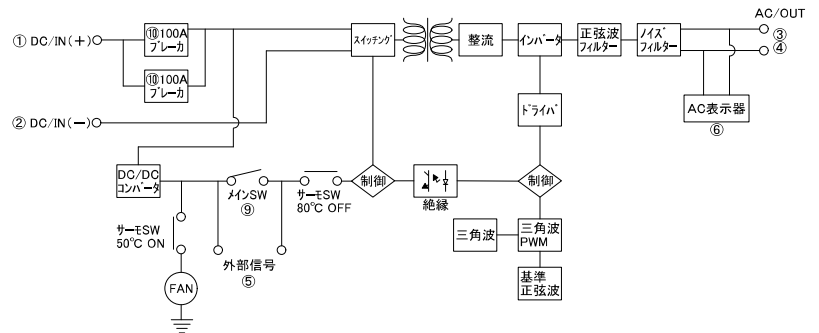 ① DC/IN(+)
⑩100A
ブレーカ
⑩100A
ブレーカ
スイッチング
整流
インバータ
正弦波
フィルター
ノイズ
フィルター
AC/OUT
③
④
② DC/IN(−)
ドライバ
AC表示器
⑥
DC/DC
コンバータ
メインSW
⑨
サーモSW
80℃ OFF
制御
絶縁
制御
サーモSW
50℃ ON
外部信号
⑤
三角波
三角波
PWM
基準
正弦波
FAN